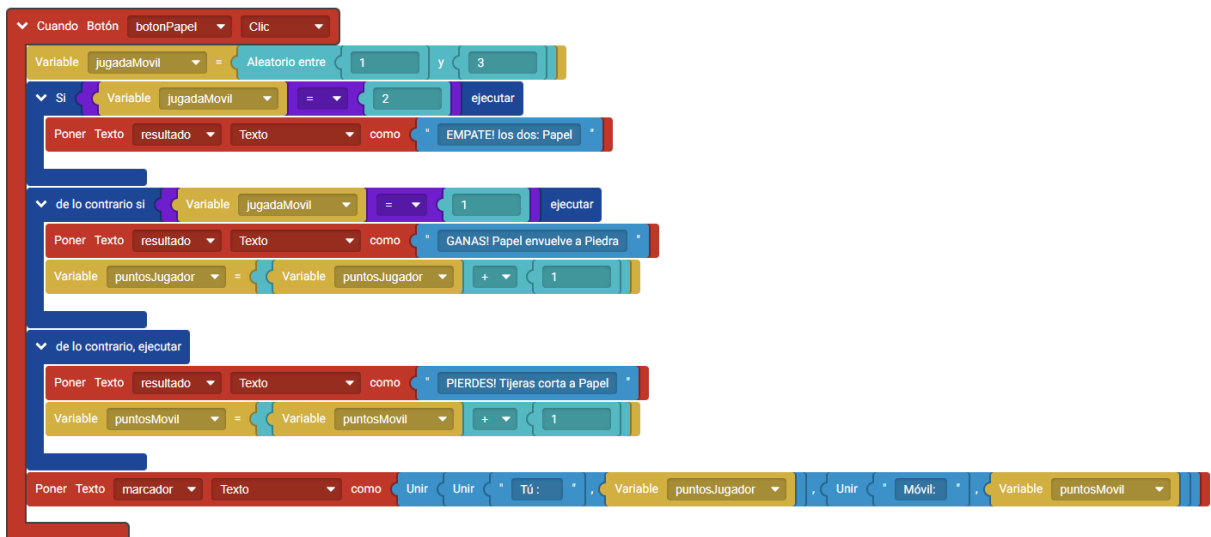 Cuando Botón botonPapel Clic
Variable jugadaMovil = Aleatorio entre 1 y 3
Si Variable jugadaMovil = 2 ejecutar
Poner Texto resultado Texto como " EMPATE! los dos: Papel "
de lo contrario si Variable jugadaMovil = 1 ejecutar
Poner Texto resultado Texto como " GANAS! Papel envuelve a Piedra "
Variable puntosJugador = Variable puntosJugador + 1
de lo contrario, ejecutar
Poner Texto resultado Texto como " PIERDES! Tijeras corta a Papel "
Variable puntosMovil = Variable puntosMovil + 1
Poner Texto marcador Texto como Unir Unir " Tú : " , Variable puntosJugador , Unir " Móvil: " , Variable puntosMovil